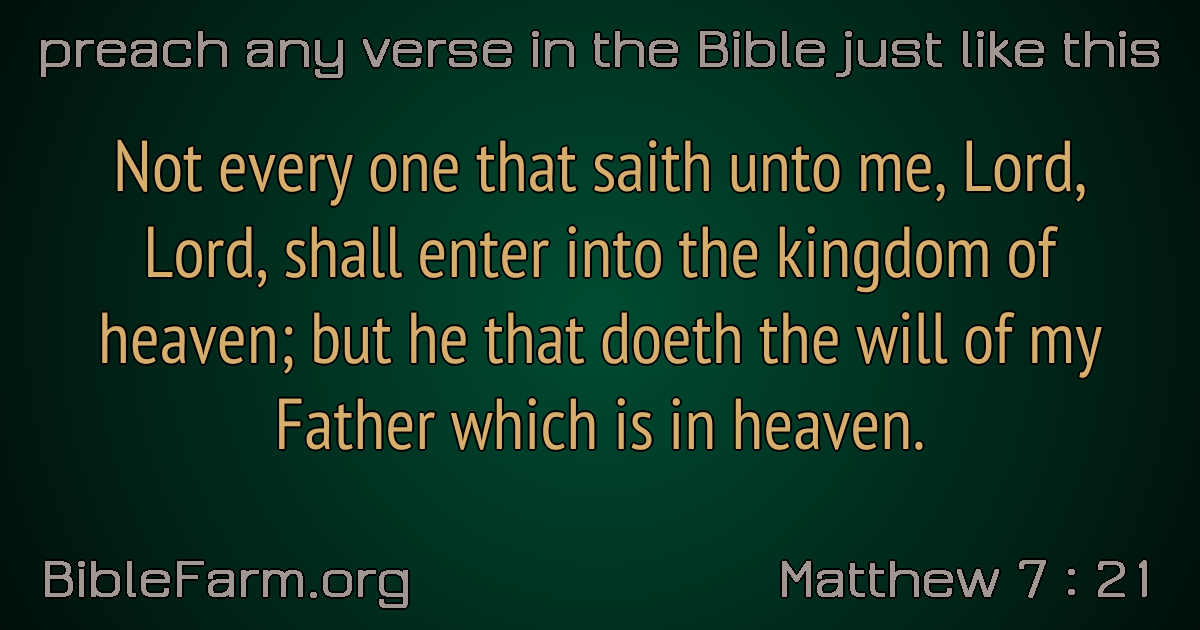 preach any verse in the Bible just like this
Not every one that saith unto me, Lord,
Lord, shall enter into the kingdom of
heaven; but he that doeth the will of my
Father which is in heaven.
BibleFarm.org
Matthew 7 : 21